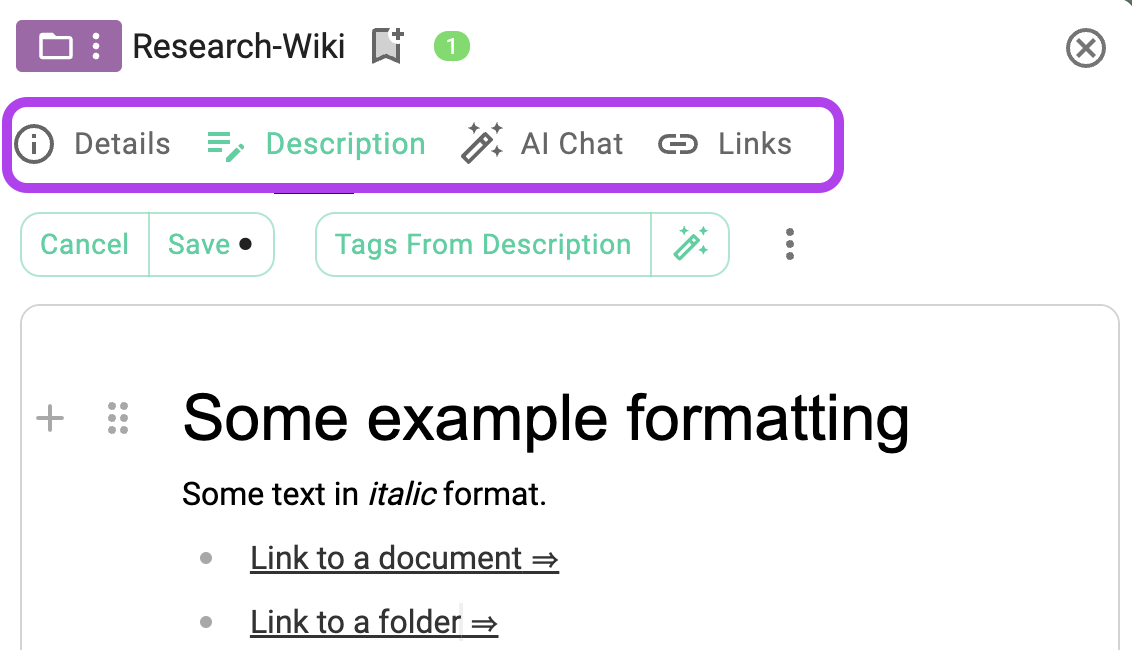 Research-Wiki 1
Details Description AI Chat Links
Cancel Save ● Tags From Description
Some example formatting
Some text in italic format.
• Link to a document ⇒
• Link to a folder ⇒